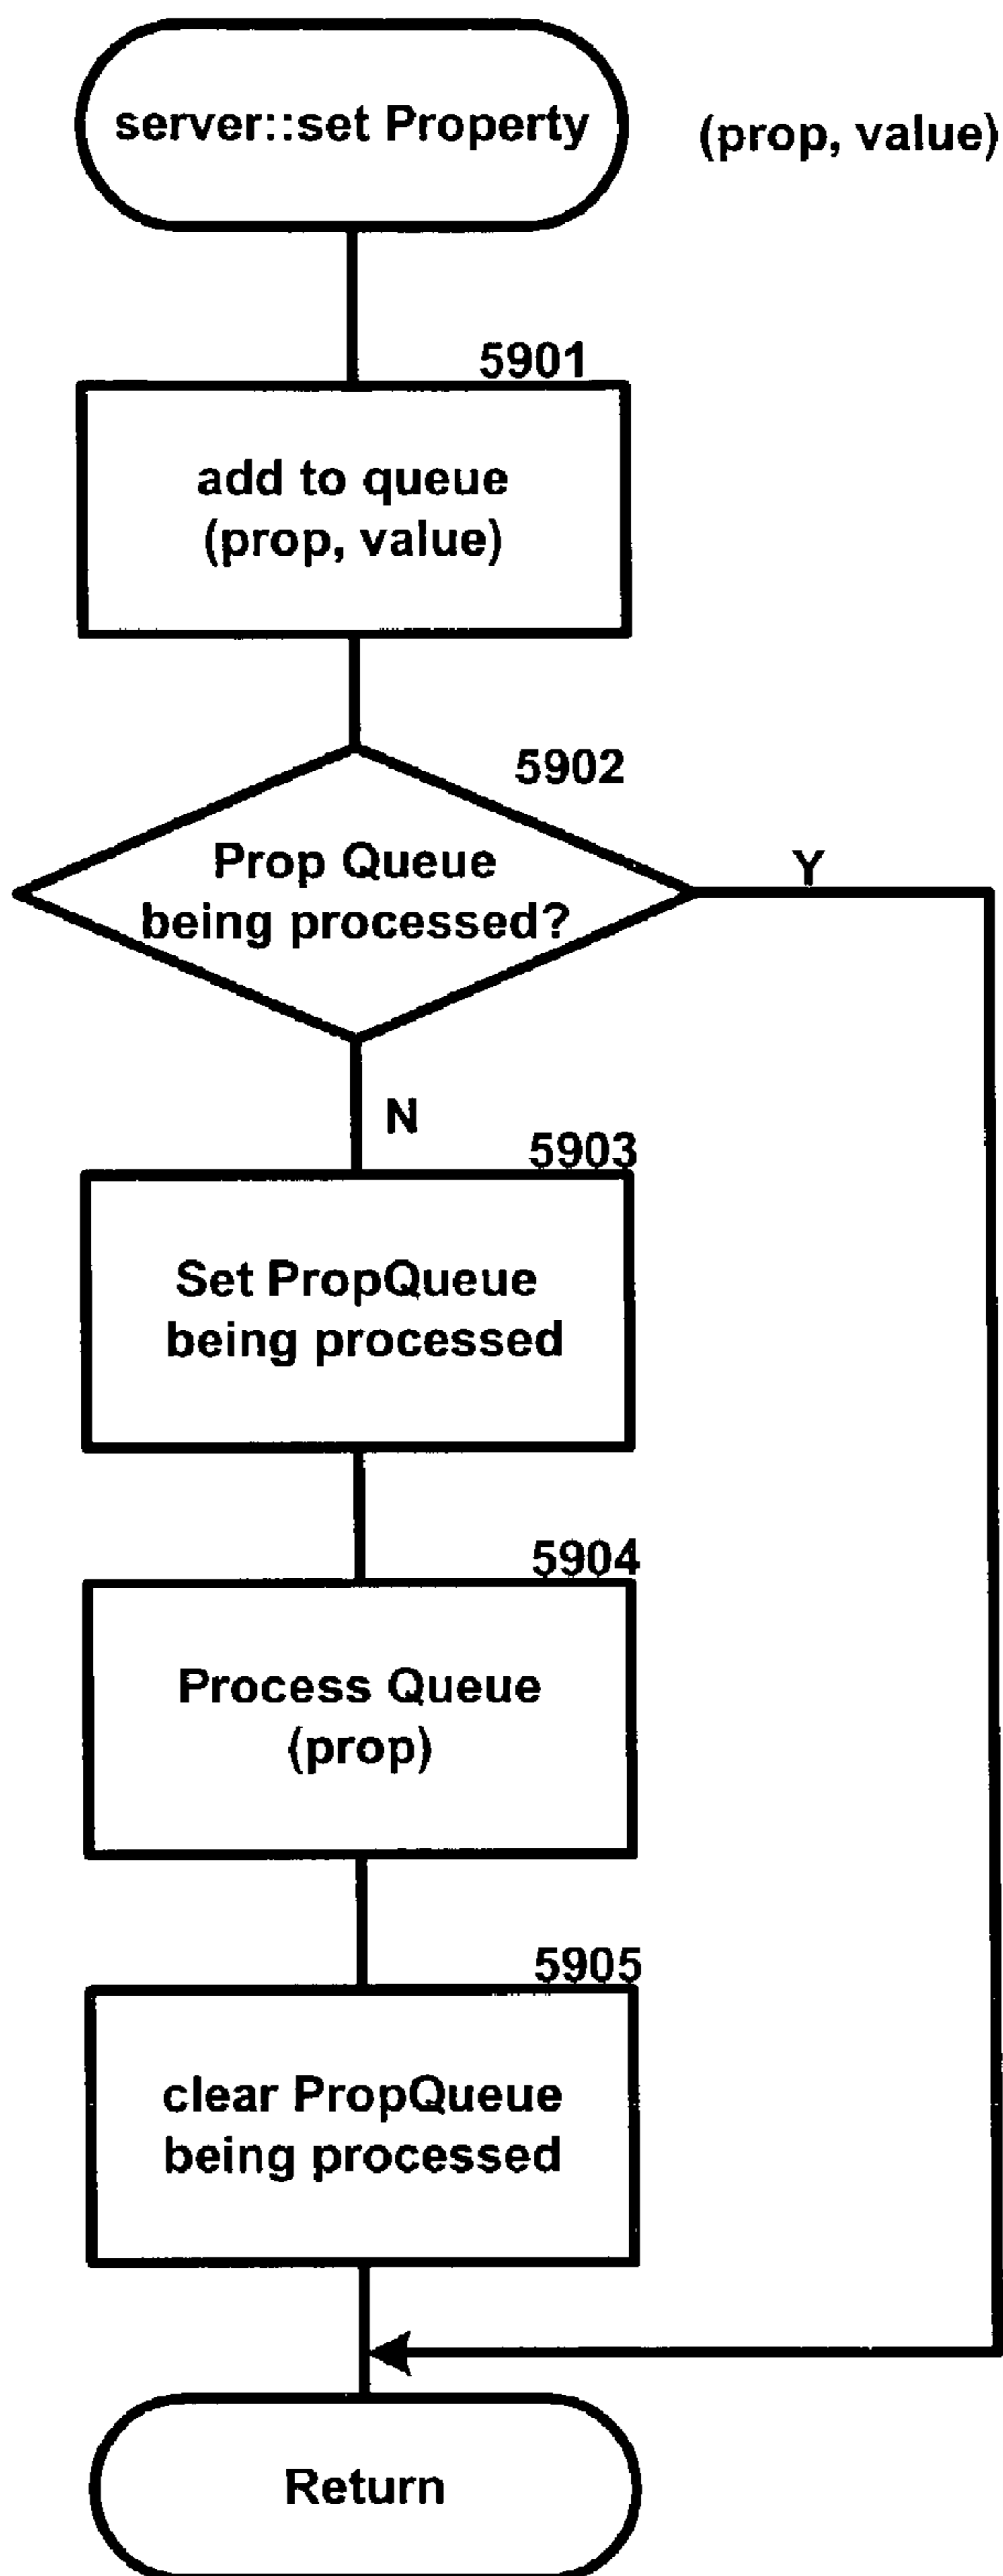 server::set Property
(prop, value)
5901
add to queue
(prop, value)
5902
Prop Queue
being processed?
Y
N
5903
Set PropQueue
being processed
5904
Process Queue
(prop)
5905
clear PropQueue
being processed
Return